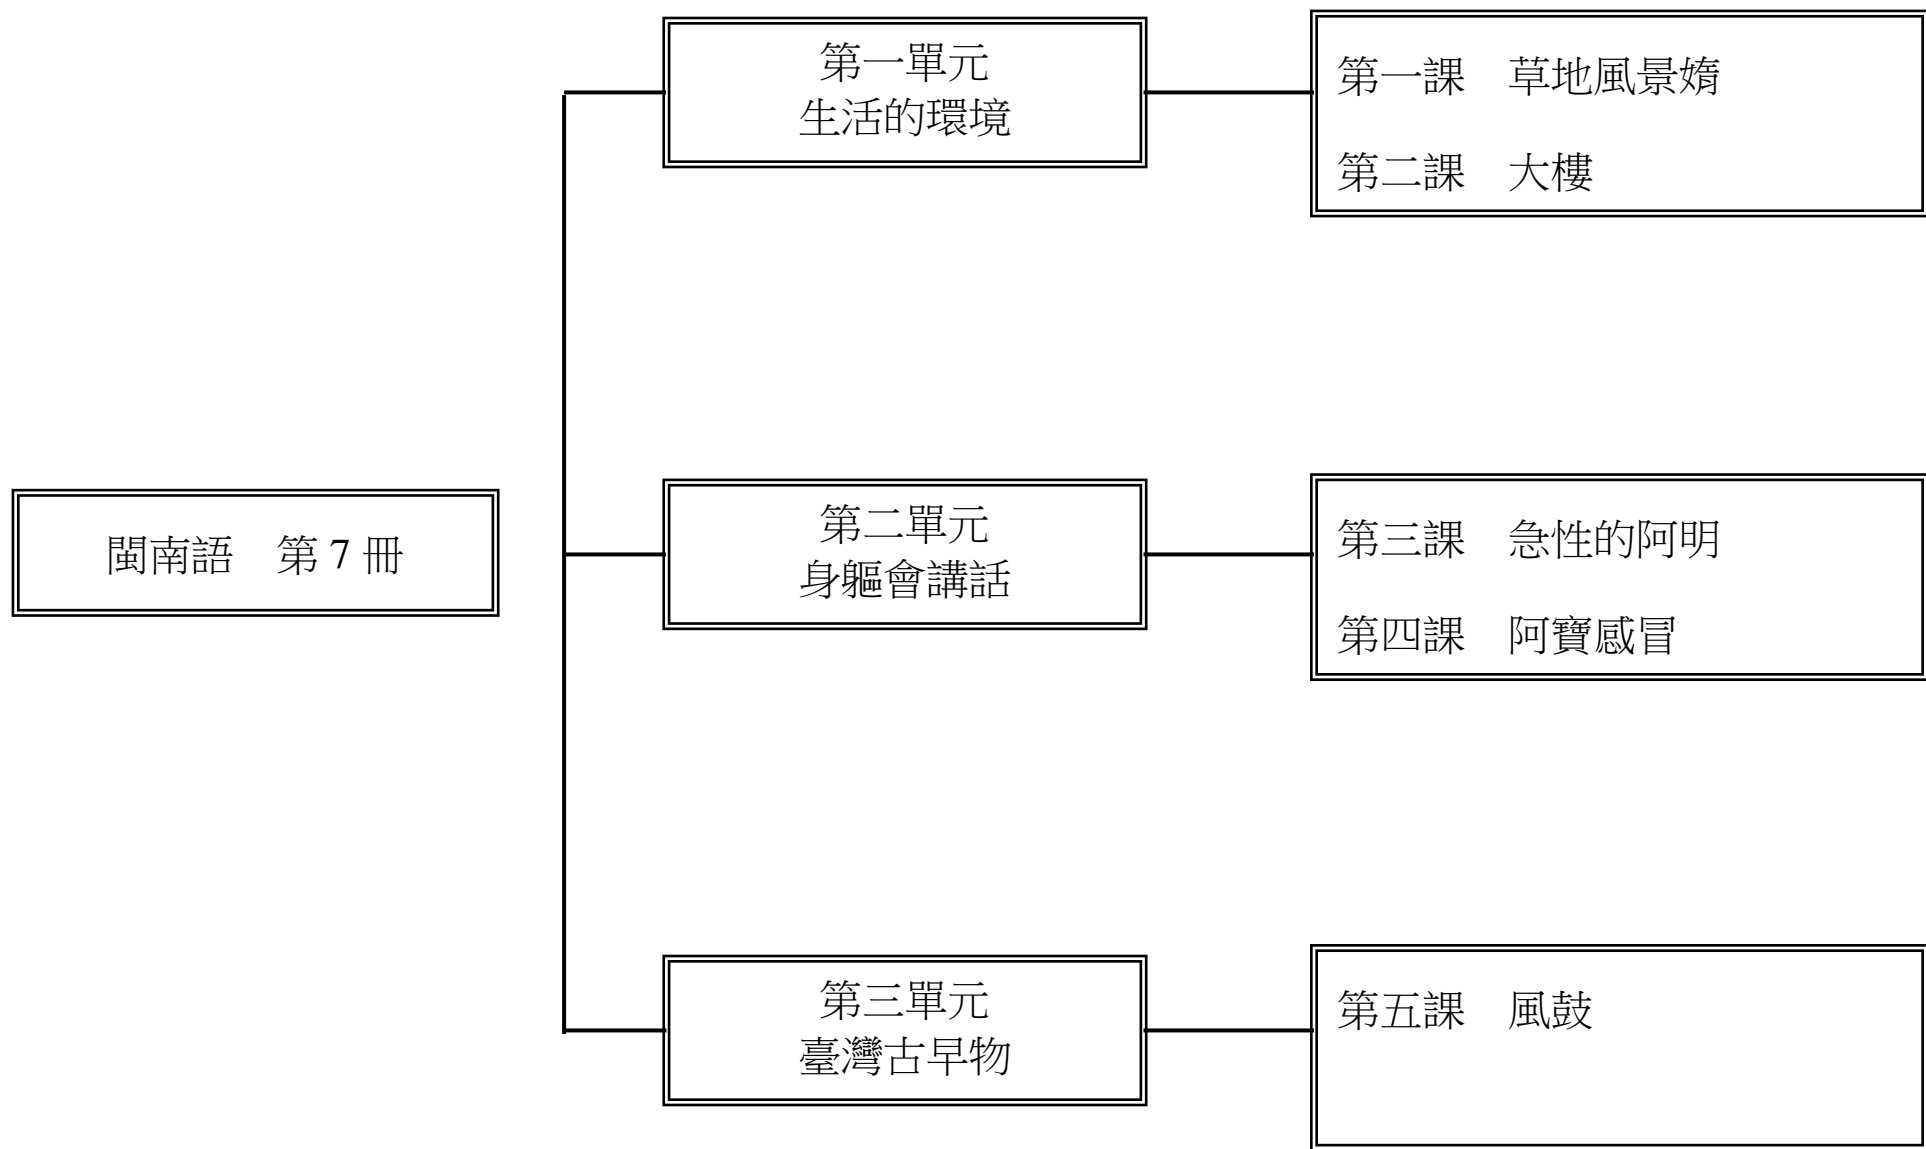 閩南語　第 7 冊
第一單元
生活的環境
第一課　草地風景媠
第二課　大樓
第二單元
身軀會講話
第三課　急性的阿明
第四課　阿寶感冒
第三單元
臺灣古早物
第五課　風鼓